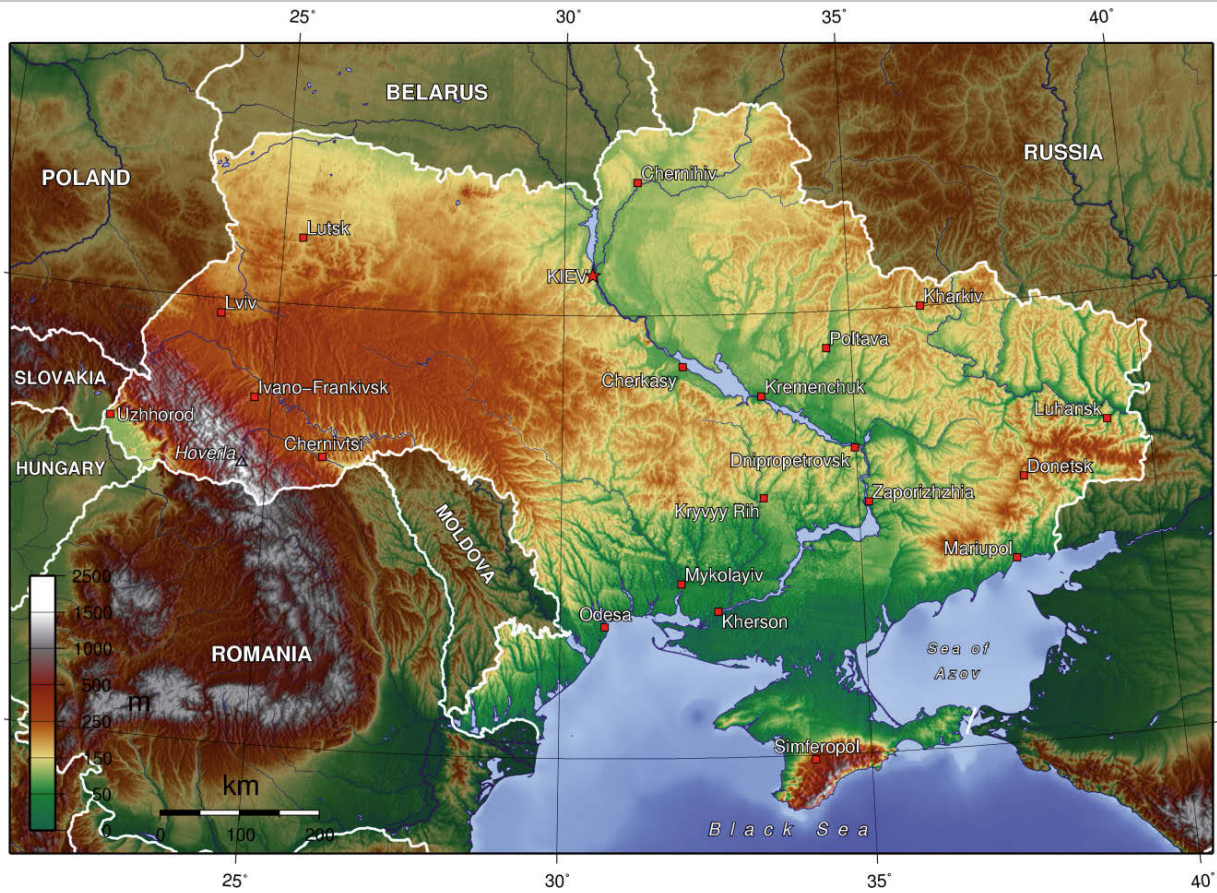 25° 30° 35° 40°
BELARUS
RUSSIA
POLAND
Chernihiv
Lutsk
KIEV
Lviv
Kharkiv
Poltava
SLOVAKIA
Cherkasy
Ivano-Frankivsk
Kremenchuk
Uzhhorod
Luhansk
Chernivtsi
Hoverla
HUNGARY
Dnipropetrovsk
Donetsk
Zaporizhzhia
Kryvyy Rih
MOLDOVA
Mariupol
2500
Mykolayiv
1500
Odesa
Kherson
1000
ROMANIA
Sea of
Azov
500
m
250
150
Simferopol
50
km
0
0 100 200
Black Sea
25° 30° 35° 40°